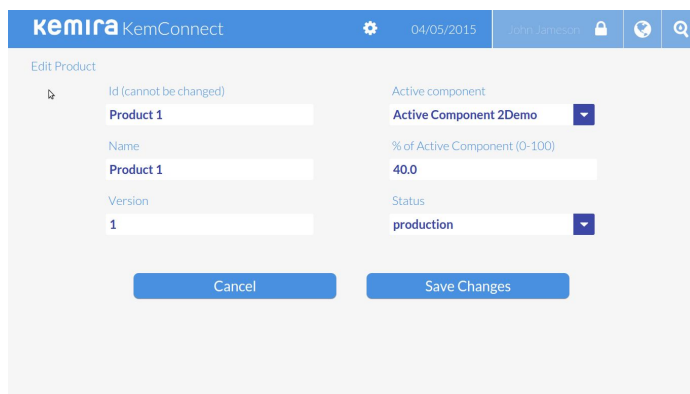 kemira KemConnect 04/05/2015 John Jameson
Edit Product
Id (cannot be changed) Active component
Product 1 Active Component 2Demo
Name % of Active Component (0-100)
Product 1 40.0
Version Status
1 production
Cancel Save Changes